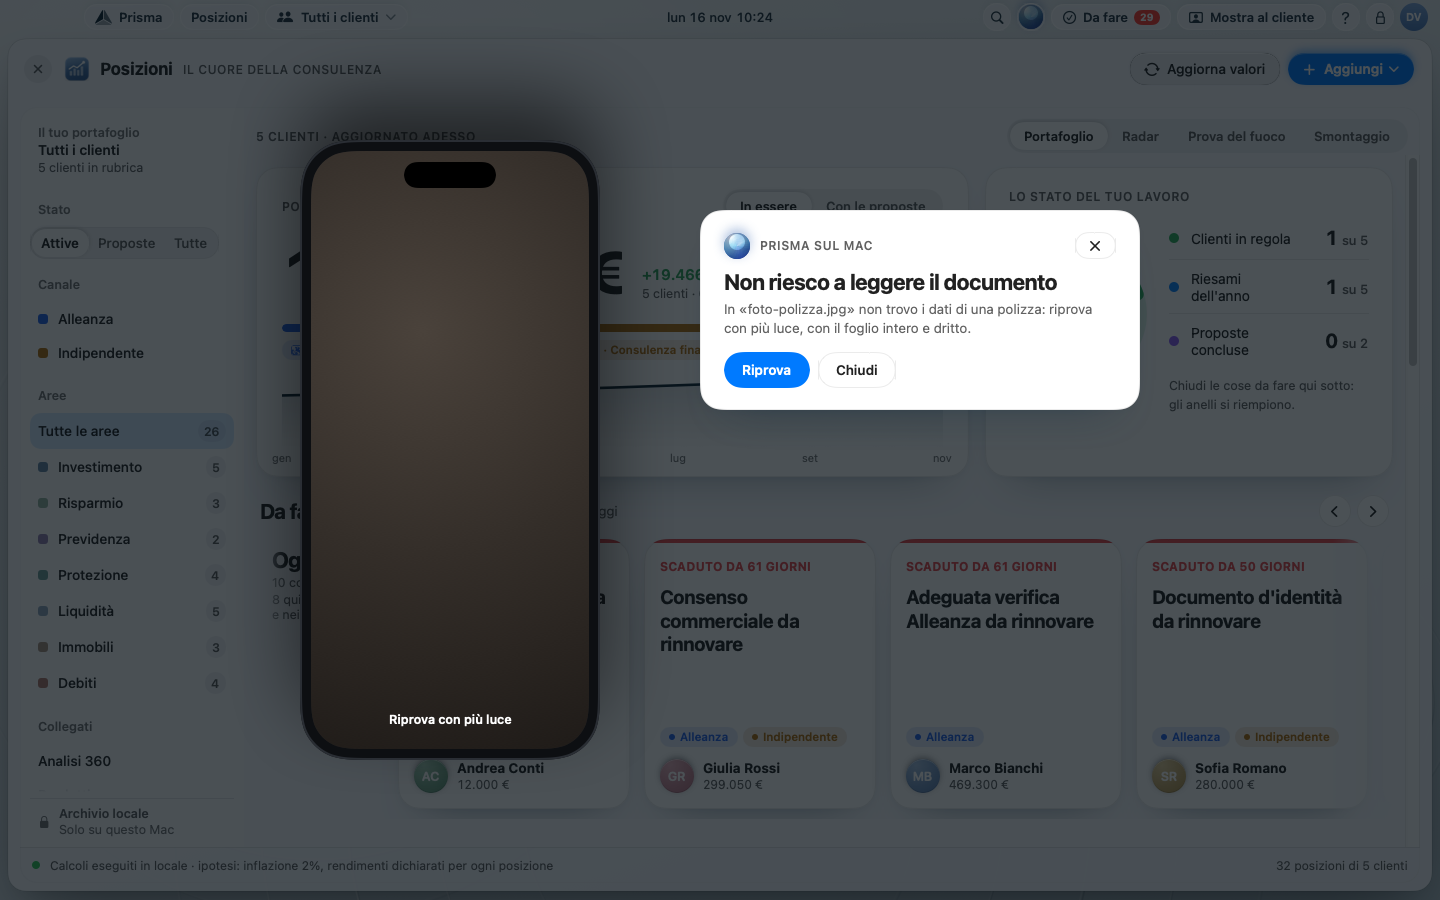 Prisma
Posizioni
Tutti i clienti
lun 16 nov 10:24
Da fare 29
Mostra al cliente
?
DV
Posizioni
IL CUORE DELLA CONSULENZA
Aggiorna valori
+ Aggiungi
Il tuo portafoglio
Tutti i clienti
5 clienti in rubrica
Stato
Attive Proposte Tutte
Canale
Alleanza
Indipendente
Aree
Tutte le aree 26
Investimento 5
Risparmio 3
Previdenza 2
Protezione 4
Liquidità 5
Immobili 3
Debiti 4
Collegati
Analisi 360
Archivio locale
Solo su questo Mac
5 CLIENTI · AGGIORNATO ADESSO
Portafoglio Radar Prova del fuoco Smontaggio
In essere Con le proposte
€ +19.466
5 clienti ·
· Consulenza fina
gen lug set nov
LO STATO DEL TUO LAVORO
Clienti in regola 1 su 5
Riesami
dell'anno
1 su 5
Proposte
concluse
0 su 2
Chiudi le cose da fare qui sotto:
gli anelli si riempiono.
PRISMA SUL MAC
Non riesco a leggere il documento
In «foto-polizza.jpg» non trovo i dati di una polizza: riprova
con più luce, con il foglio intero e dritto.
Riprova Chiudi
Riprova con più luce
AC
Andrea Conti
12.000 €
SCADUTO DA 61 GIORNI
Consenso
commerciale da
rinnovare
Alleanza Indipendente
GR
Giulia Rossi
299.050 €
SCADUTO DA 61 GIORNI
Adeguata verifica
Alleanza da rinnovare
Alleanza
MB
Marco Bianchi
469.300 €
SCADUTO DA 50 GIORNI
Documento d'identità
da rinnovare
Alleanza Indipendente
SR
Sofia Romano
280.000 €
Calcoli eseguiti in locale · ipotesi: inflazione 2%, rendimenti dichiarati per ogni posizione
32 posizioni di 5 clienti